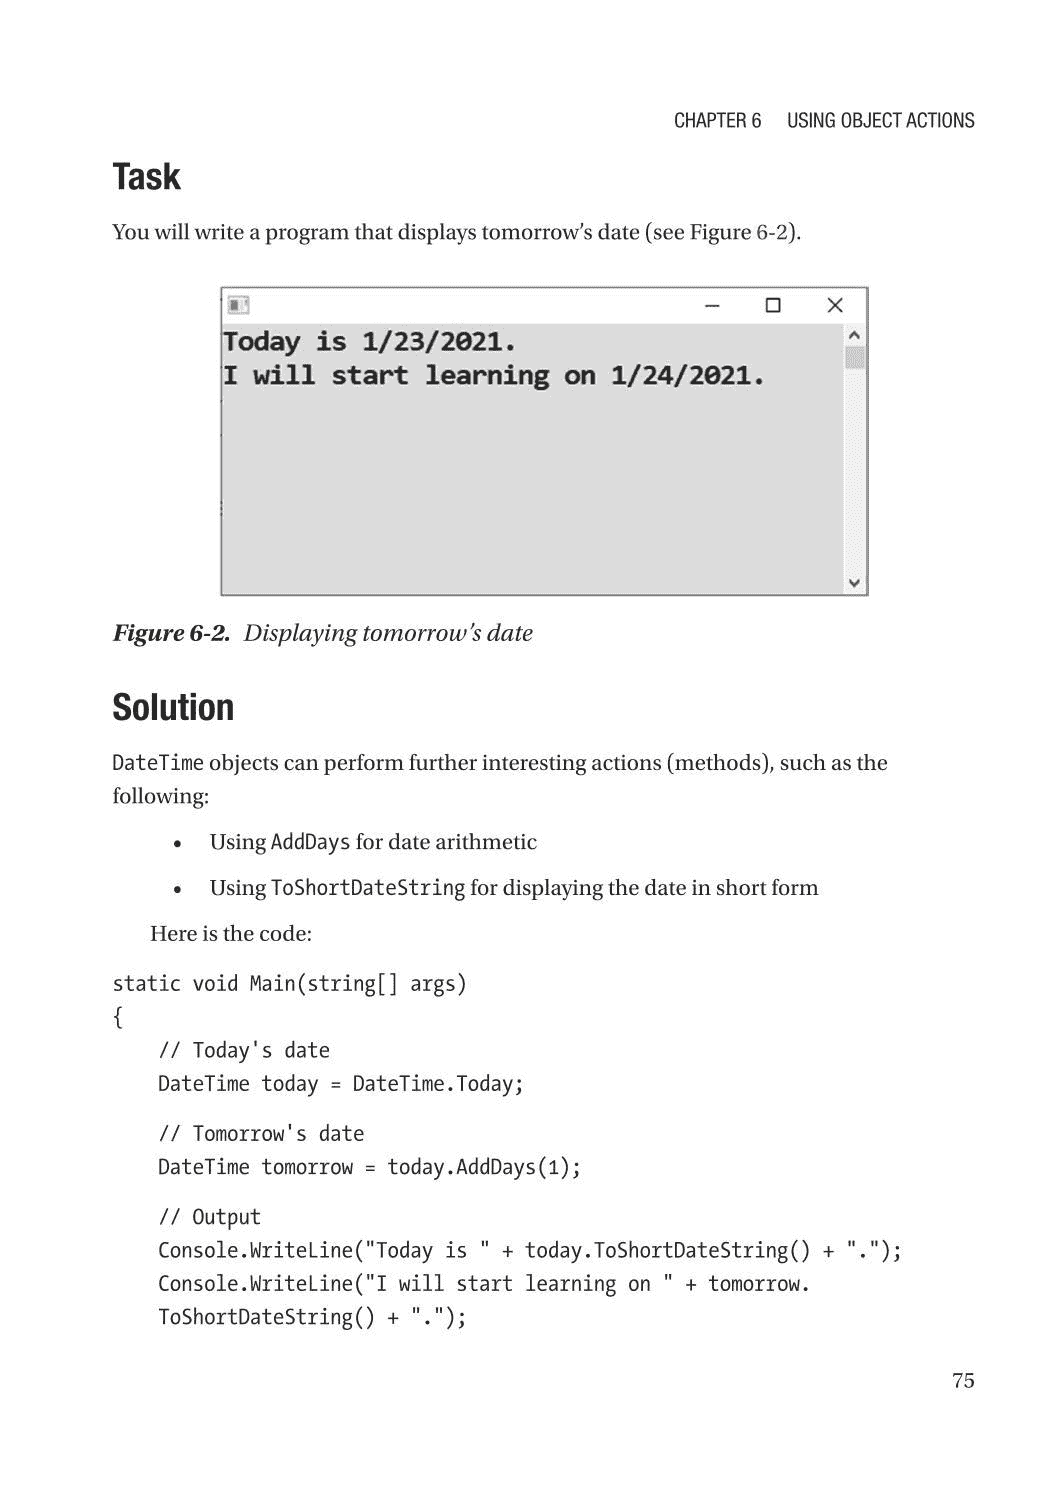 CHAPTER 6 USING OBJECT ACTIONS
Task
You will write a program that displays tomorrow’s date (see Figure 6-2).
Today is 1/23/2021.
I will start learning on 1/24/2021.
Figure 6-2. Displaying tomorrow’s date
Solution
DateTime objects can perform further interesting actions (methods), such as the
following:
• Using AddDays for date arithmetic
• Using ToShortDateString for displaying the date in short form
Here is the code:
static void Main(string[] args)
{
// Today's date
DateTime today = DateTime.Today;
// Tomorrow's date
DateTime tomorrow = today.AddDays(1);
// Output
Console.WriteLine("Today is " + today.ToShortDateString() + ".");
Console.WriteLine("I will start learning on " + tomorrow.
ToShortDateString() + ".");
75